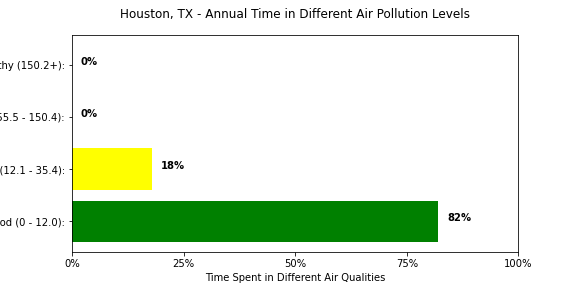 Houston, TX - Annual Time in Different Air Pollution Levels
thy (150.2+):
0%
55.5 - 150.4):
0%
(12.1 - 35.4):
18%
od (0 - 12.0):
82%
0% 25% 50% 75% 100%
Time Spent in Different Air Qualities